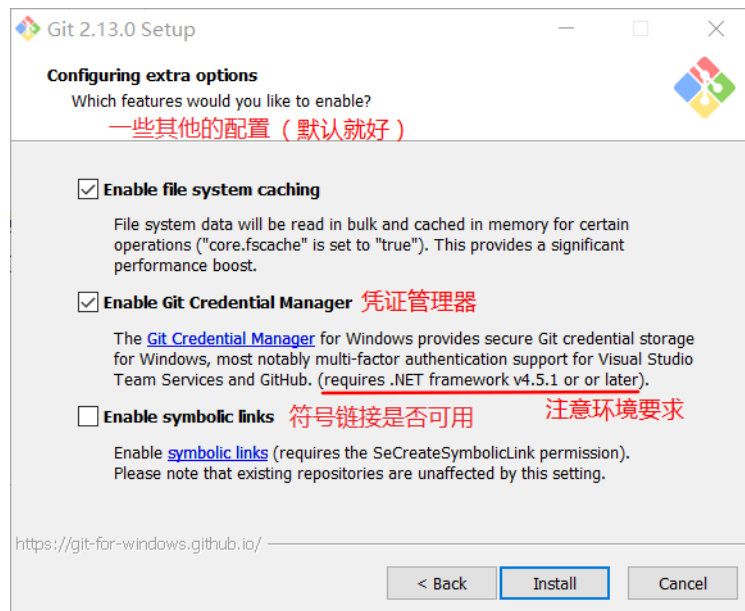 Git 2.13.0 Setup
Configuring extra options
Which features would you like to enable?
一些其他的配置（默认就好）
Enable file system caching
File system data will be read in bulk and cached in memory for certain
operations ("core.fscache" is set to "true"). This provides a significant
performance boost.
Enable Git Credential Manager 凭证管理器
The Git Credential Manager for Windows provides secure Git credential storage
for Windows, most notably multi-factor authentication support for Visual Studio
Team Services and GitHub. (requires .NET framework v4.5.1 or or later).
Enable symbolic links 符号链接是否可用 注意环境要求
Enable symbolic links (requires the SeCreateSymbolicLink permission).
Please note that existing repositories are unaffected by this setting.
https://git-for-windows.github.io/
< Back Install Cancel